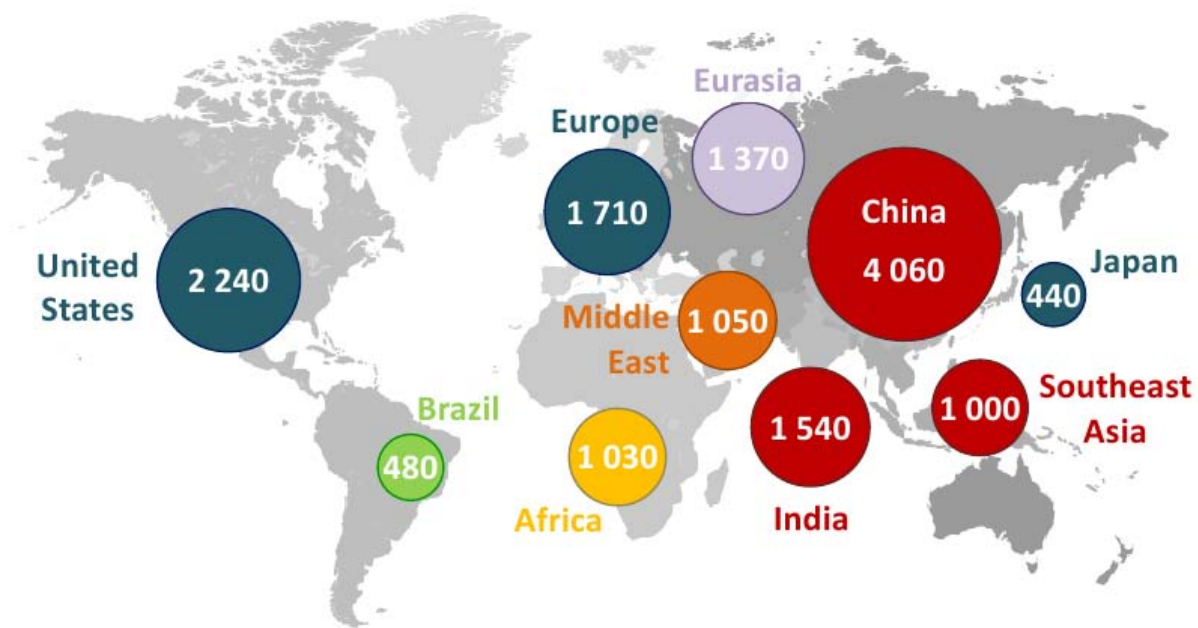 Eurasia
1 370
Europe
1 710
China
4 060
United
States
2 240
Japan
440
Middle
East
1 050
Brazil
480
Africa
1 030
India
1 540
Southeast
Asia
1 000